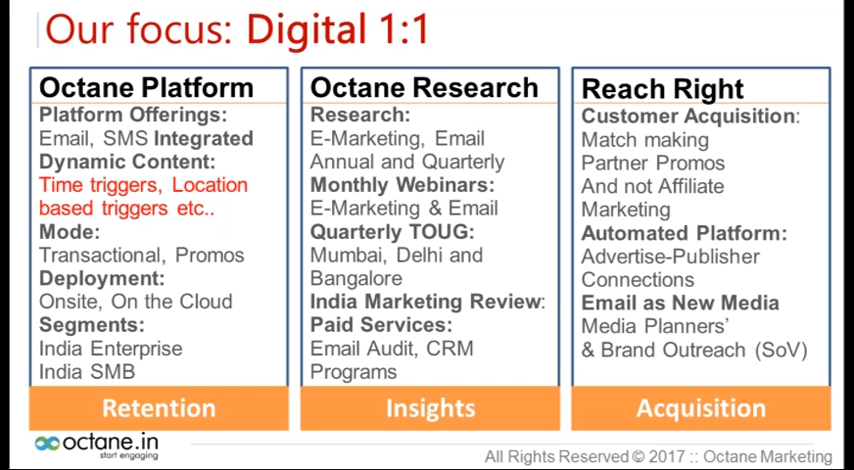 Our focus: Digital 1:1
Octane Platform
Platform Offerings:
Email, SMS Integrated
Dynamic Content:
Time triggers, Location
based triggers etc..
Mode:
Transactional, Promos
Deployment:
Onsite, On the Cloud
Segments:
India Enterprise
India SMB
Retention
Octane Research
Research:
E-Marketing, Email
Annual and Quarterly
Monthly Webinars:
E-Marketing & Email
Quarterly TOUG:
Mumbai, Delhi and
Bangalore
India Marketing Review:
Paid Services:
Email Audit, CRM
Programs
Insights
Reach Right
Customer Acquisition:
Match making
Partner Promos
And not Affiliate
Marketing
Automated Platform:
Advertise-Publisher
Connections
Email as New Media
Media Planners’
& Brand Outreach (SoV)
Acquisition
octane.in
start engaging
All Rights Reserved © 2017 :: Octane Marketing